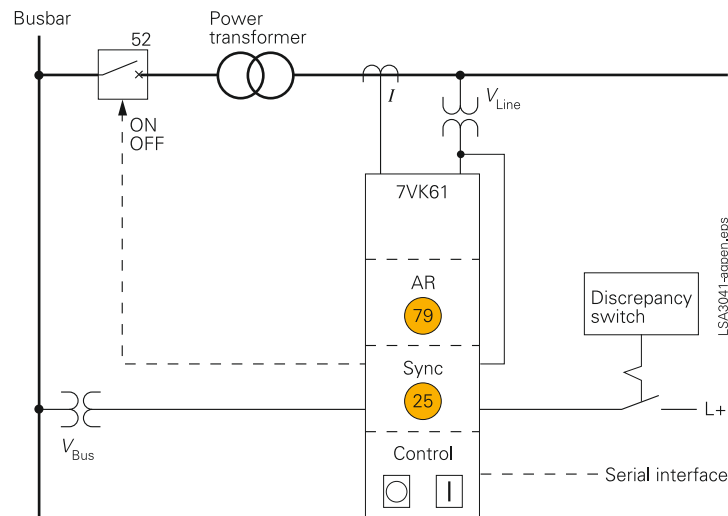 Busbar
52
Power
transformer
ON
OFF
I
VLine
7VK61
AR
79
Sync
25
Control
VBus
Discrepancy
switch
L+
Serial interface
LSA3041-aqpen.eps